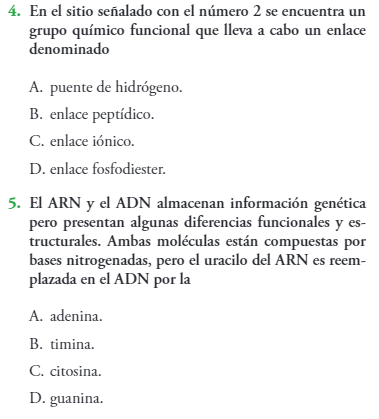 4. En el sitio señalado con el número 2 se encuentra un
grupo químico funcional que lleva a cabo un enlace
denominado
A. puente de hidrógeno.
B. enlace peptídico.
C. enlace iónico.
D. enlace fosfodiester.
5. El ARN y el ADN almacenan información genética
pero presentan algunas diferencias funcionales y es-
tructurales. Ambas moléculas están compuestas por
bases nitrogenadas, pero el uracilo del ARN es reem-
plazada en el ADN por la
A. adenina.
B. timina.
C. citosina.
D. guanina.